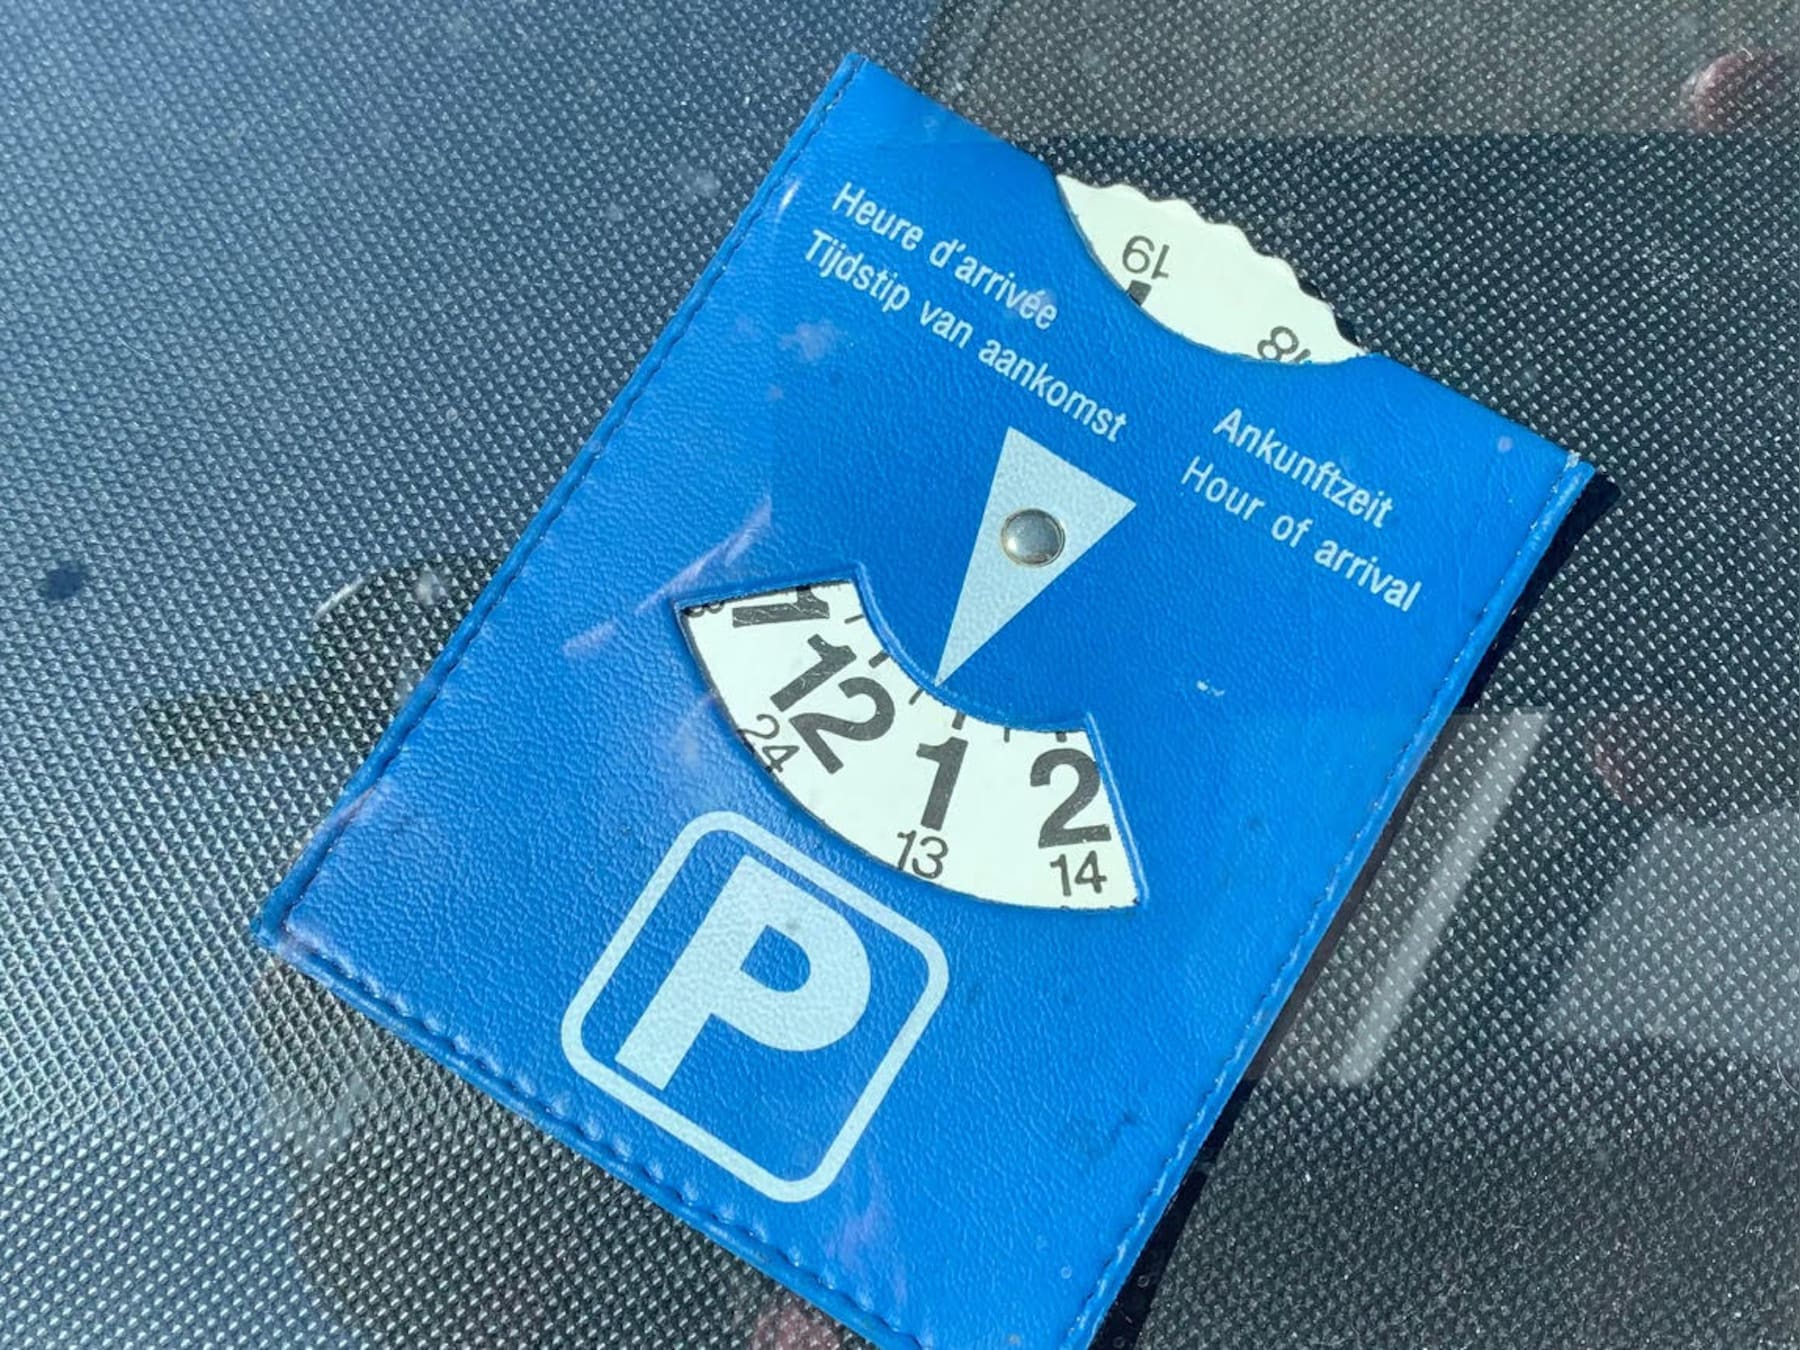 Heure d'arrivée
Tijdstip van aankomst
Ankunftzeit
Hour of arrival
19
18
12
1
2
24
13
14
P